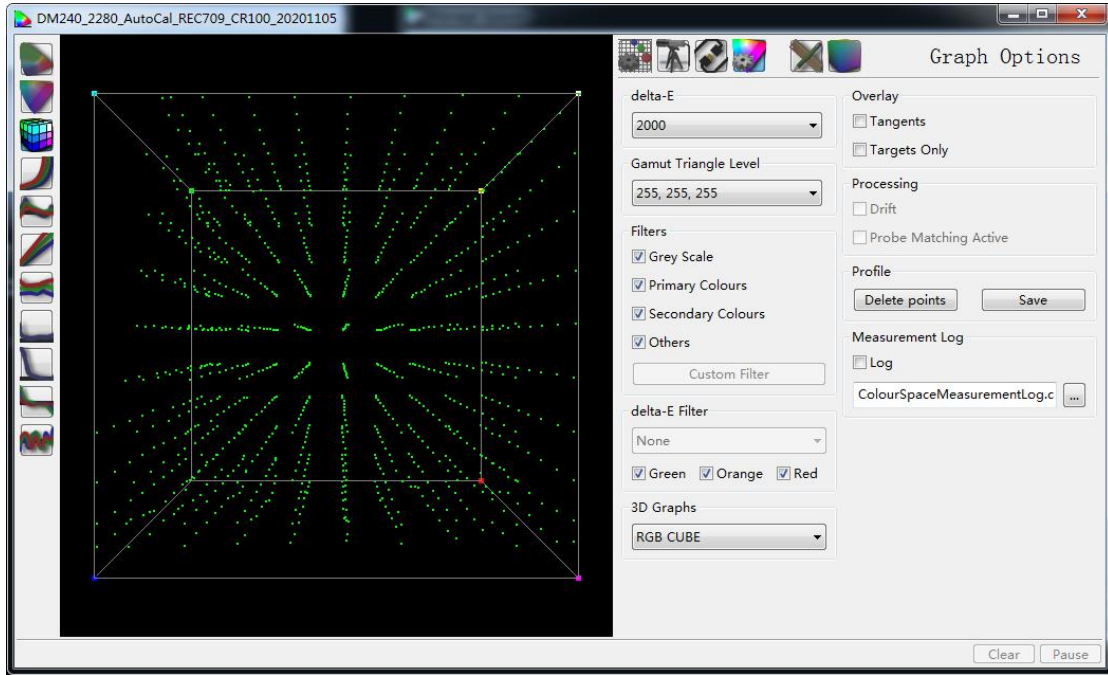 DM240_2280_AutoCal_REC709_CR100_20201105
Graph Options
delta-E
2000
Gamut Triangle Level
255, 255, 255
Filters
Grey Scale
Primary Colours
Secondary Colours
Others
Custom Filter
delta-E Filter
None
Green Orange Red
3D Graphs
RGB CUBE
Overlay
Tangents
Targets Only
Processing
Drift
Probe Matching Active
Profile
Delete points Save
Measurement Log
Log
ColourSpaceMeasurementLog.c ...
Clear Pause